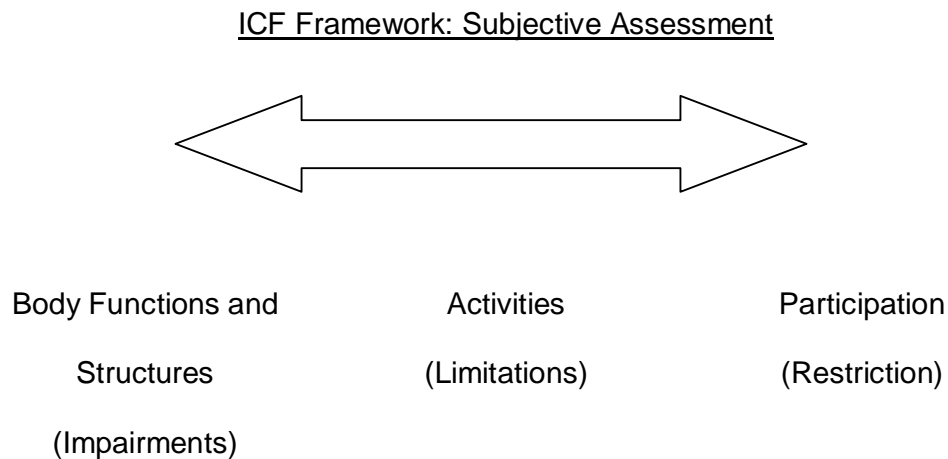 ICF Framework: Subjective Assessment
Body Functions and
Structures
(Impairments)
Activities
(Limitations)
Participation
(Restriction)